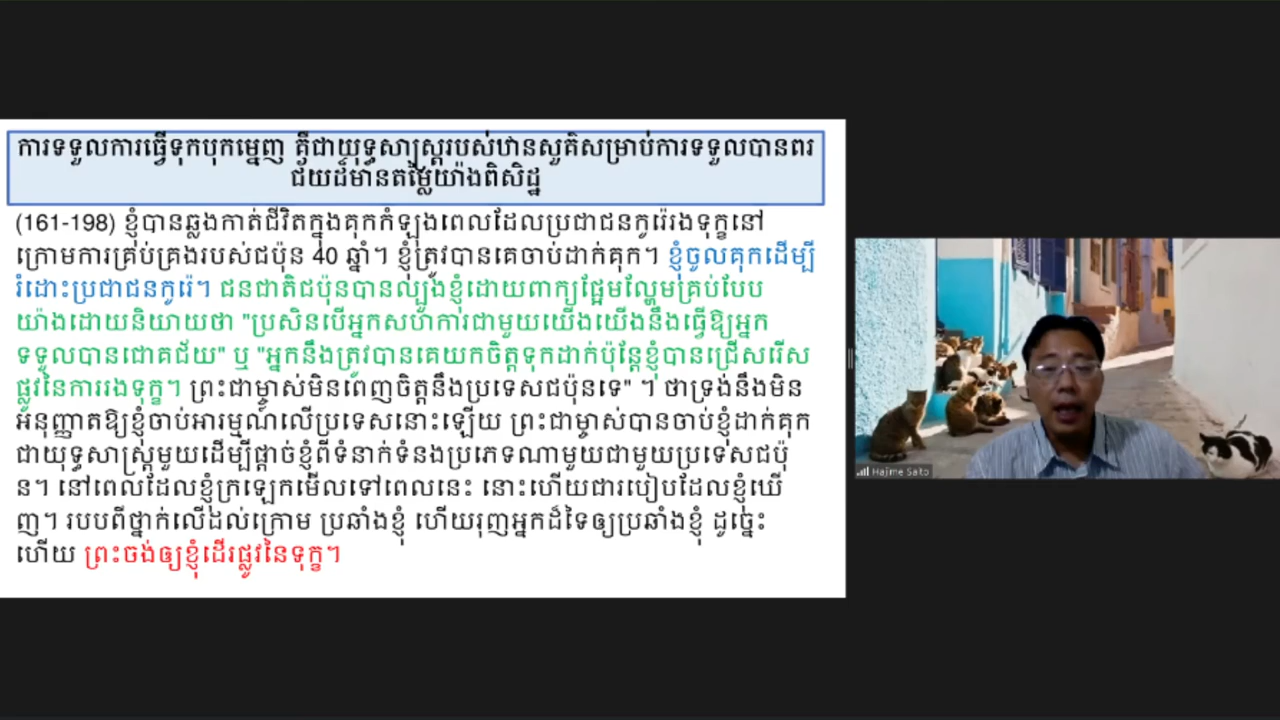 ការទទួលការធ្វើទុកបុកម្នេញ គឺជាយុទ្ធសាស្ត្ររបស់ឋានសួគ៌សម្រាប់ការទទួលបានពរ
ជ័យដ៏មានតម្លៃយ៉ាងពិសិដ្ឋ
(161-198) ខ្ញុំបានឆ្លងកាត់ជីវិតក្នុងគុកកំឡុងពេលដែលប្រជាជនកូរ៉េរងទុក្ខនៅ
ក្រោមការគ្រប់គ្រងរបស់ជប៉ុន 40 ឆ្នាំ។ ខ្ញុំត្រូវបានគេចាប់ដាក់គុក។ ខ្ញុំចូលគុកដើម្បី
រំដោះប្រជាជនកូរ៉េ។ ជនជាតិជប៉ុនបានល្បួងខ្ញុំដោយពាក្យផ្អែមល្ហែមគ្រប់បែប
យ៉ាងដោយនិយាយថា "ប្រសិនបើអ្នកសហការជាមួយយើងយើងនឹងធ្វើឱ្យអ្នក
ទទួលបានជោគជ័យ" ឬ "អ្នកនឹងត្រូវបានគេយកចិត្តទុកដាក់ប៉ុន្តែខ្ញុំបានជ្រើសរើស
ផ្លូវនៃការរងទុក្ខ។ ព្រះជាម្ចាស់មិនពេញចិត្តនឹងប្រទេសជប៉ុនទេ" ។ ថាទ្រង់នឹងមិន
អនុញ្ញាតឱ្យខ្ញុំចាប់អារម្មណ៍លើប្រទេសនោះឡើយ ព្រះជាម្ចាស់បានចាប់ខ្ញុំដាក់គុក
ជាយុទ្ធសាស្ត្រមួយដើម្បីផ្តាច់ខ្ញុំពីទំនាក់ទំនងប្រភេទណាមួយជាមួយប្រទេសជប៉ុ
ន។ នៅពេលដែលខ្ញុំក្រឡេកមើលទៅពេលនេះ នោះហើយជារបៀបដែលខ្ញុំឃើ
ញ។ របបពីថ្នាក់លើដល់ក្រោម ប្រឆាំងខ្ញុំ ហើយរុញអ្នកដ៏ទៃឲ្យប្រឆាំងខ្ញុំ ដូច្នេះ
ហើយ ព្រះចង់ឲ្យខ្ញុំដើរផ្លូវនៃទុក្ខ។
Hajime Sato